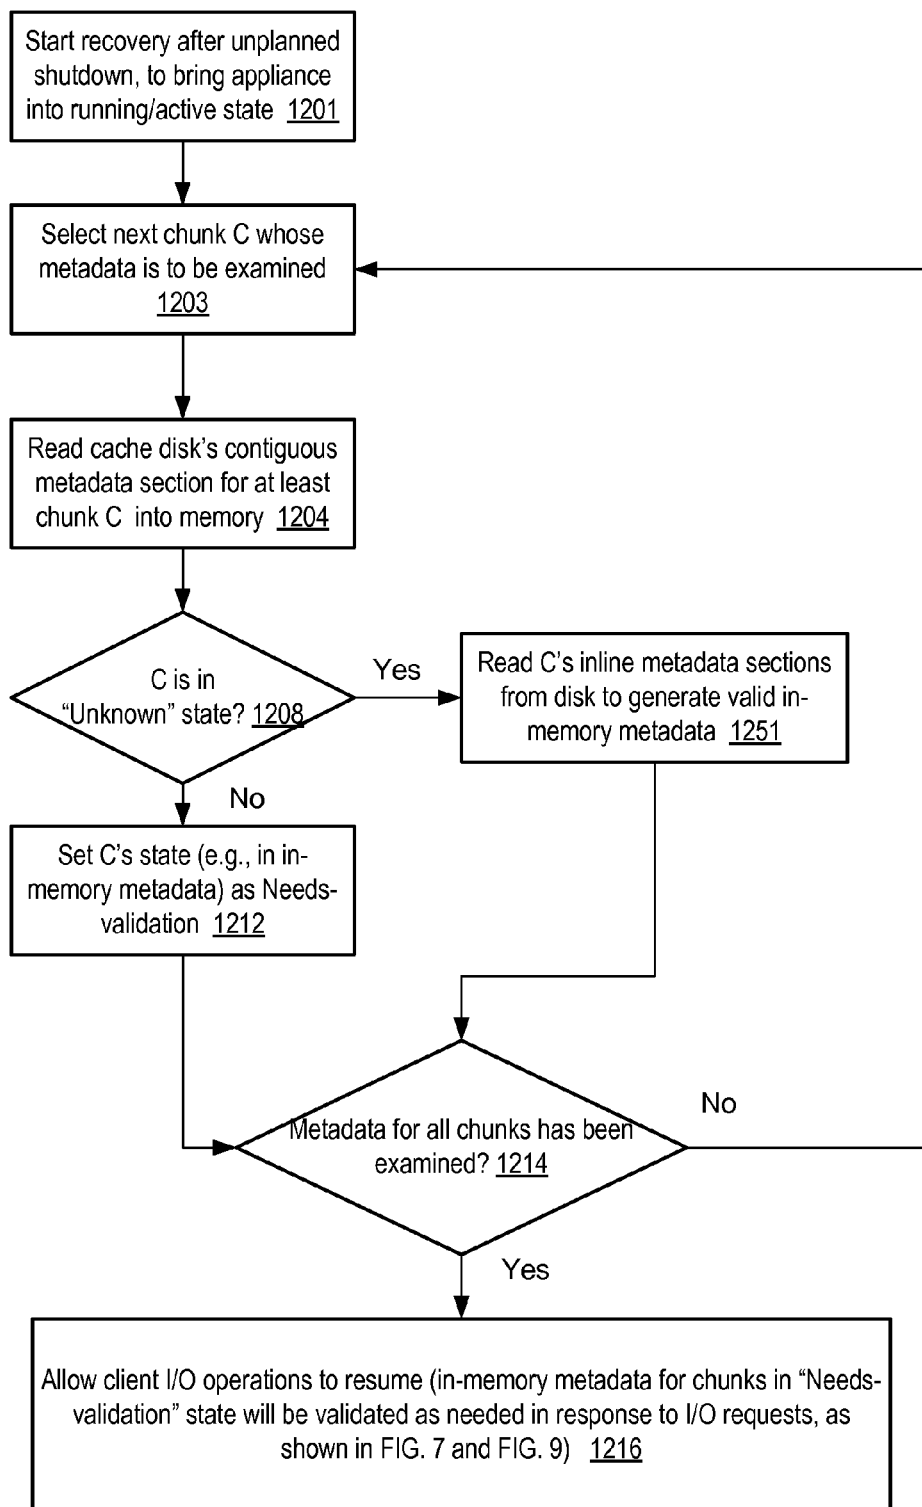 Start recovery after unplanned
shutdown, to bring appliance
into running/active state 1201
Select next chunk C whose
metadata is to be examined
1203
Read cache disk's contiguous
metadata section for at least
chunk C into memory 1204
C is in
“Unknown” state? 1208
Yes
Read C's inline metadata sections
from disk to generate valid in-
memory metadata 1251
No
Set C's state (e.g., in in-
memory metadata) as Needs-
validation 1212
Metadata for all chunks has been
examined? 1214
No
Yes
Allow client I/O operations to resume (in-memory metadata for chunks in “Needs-
validation” state will be validated as needed in response to I/O requests, as
shown in FIG. 7 and FIG. 9) 1216